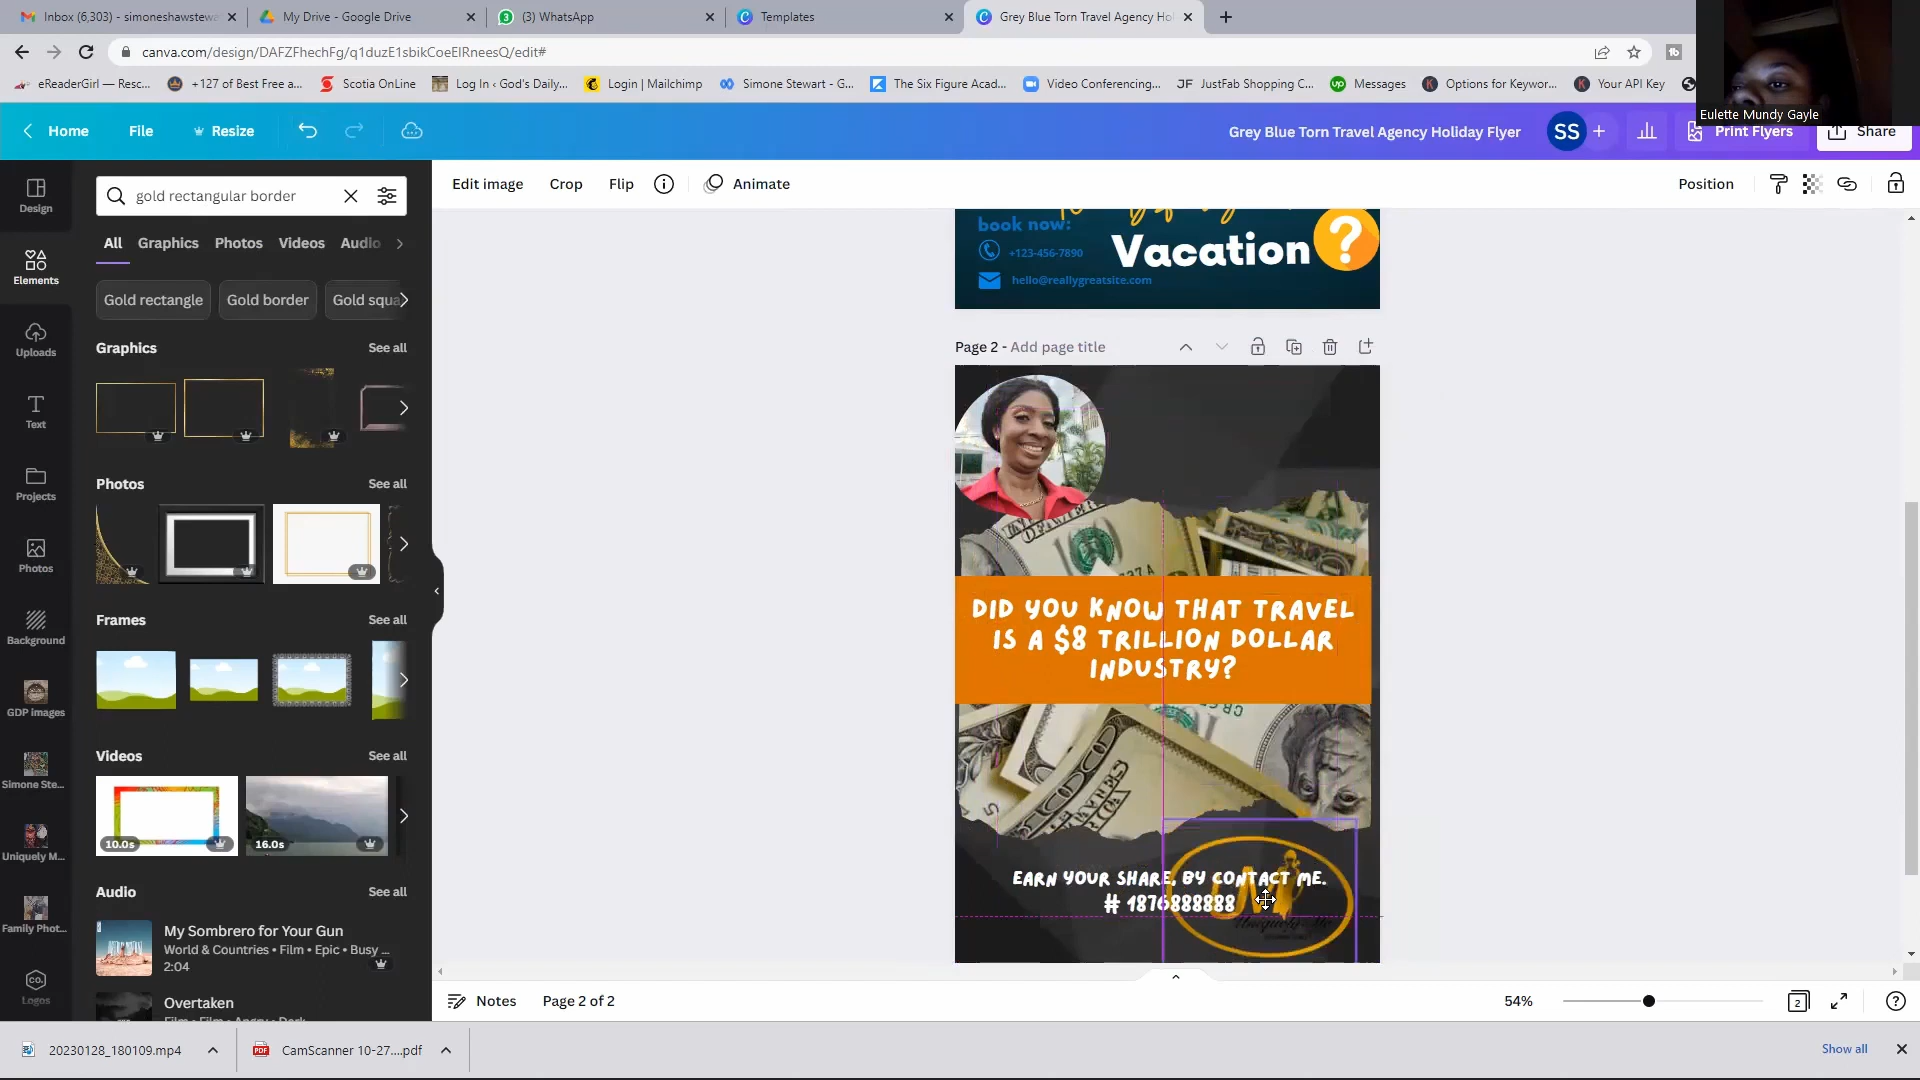 Inbox (6,303) - simoneshawstewa
My Drive - Google Drive
(3) WhatsApp
Templates
Grey Blue Torn Travel Agency Hol
canva.com/design/DAFZFhechFg/q1duzE1sbikCoeElRneesQ/edit#
eReaderGirl — Resc...
+127 of Best Free a...
Scotia OnLine
Log In ‹ God's Daily...
Login | Mailchimp
Simone Stewart - G...
The Six Figure Acad...
Video Conferencing...
JF JustFab Shopping C...
up Messages
K Options for Keywor...
K Your API Key
Eulette Mundy Gayle
Home
File
Resize
Grey Blue Torn Travel Agency Holiday Flyer
SS
Print Flyers
Share
Edit image
Crop
Flip
Animate
Position
gold rectangular border
All
Graphics
Photos
Videos
Audio
Gold rectangle
Gold border
Gold squa
Design
Elements
Uploads
Text
Projects
Photos
Background
GDP images
Simone Ste...
Uniquely M...
Family Phot...
Logos
Graphics
See all
Photos
See all
Frames
See all
Videos
See all
10.0s
16.0s
Audio
See all
My Sombrero for Your Gun
World & Countries • Film • Epic • Busy ...
2:04
Overtaken
Film • Film • Angry • Dark
book now:
+123-456-7890
hello@reallygreatsite.com
Vacation
?
Page 2 - Add page title
DID YOU KNOW THAT TRAVEL
IS A $8 TRILLION DOLLAR
INDUSTRY?
EARN YOUR SHARE, BY CONTACT ME.
# 1876888888
Notes
Page 2 of 2
54%
2
20230128_180109.mp4
CamScanner 10-27....pdf
Show all